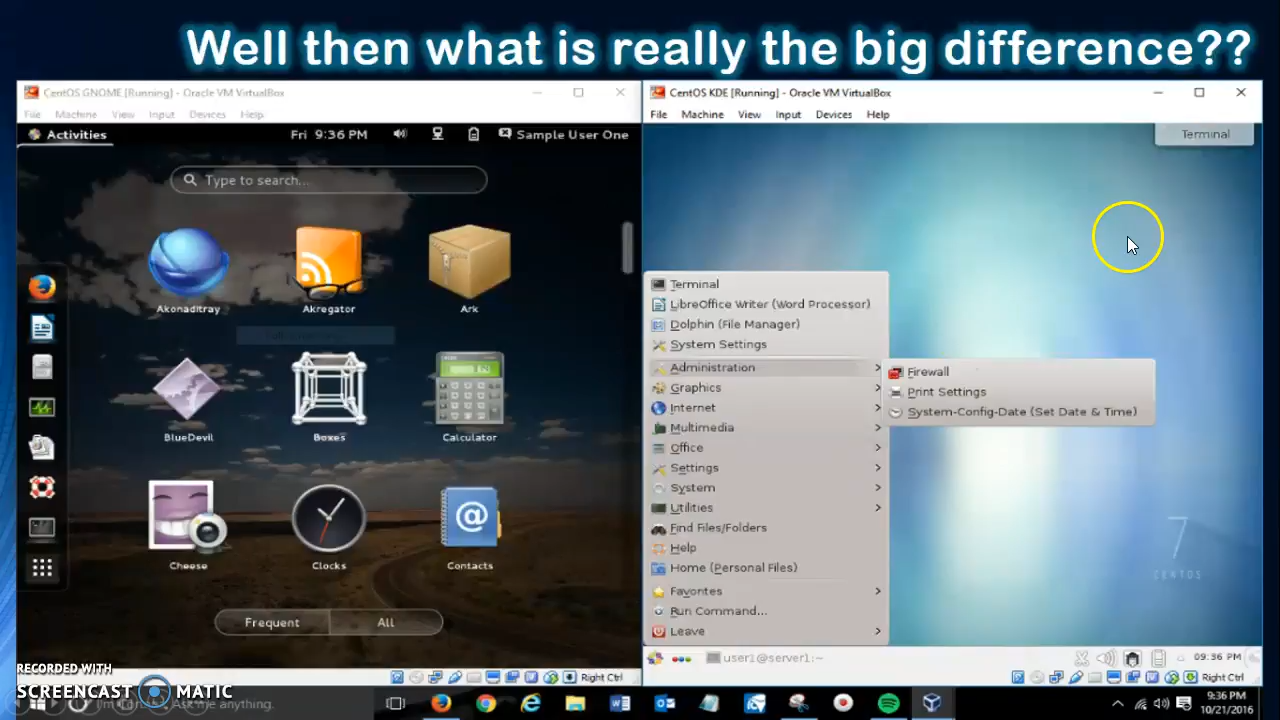 Well then what is really the big difference??
CentOS GNOME [Running] - Oracle VM VirtualBox
File Machine View Input Devices Help
Activities
Fri 9:36 PM
Sample User One
Type to search...
Akonaditray
Akregator
Ark
BlueDevil
Boxes
Calculator
Cheese
Clocks
Contacts
Frequent
All
Right Ctrl
CentOS KDE [Running] - Oracle VM VirtualBox
File Machine View Input Devices Help
Terminal
Terminal
LibreOffice Writer (Word Processor)
Dolphin (File Manager)
System Settings
Administration
Graphics
Internet
Multimedia
Office
Settings
System
Utilities
Find Files/Folders
Help
Home (Personal Files)
Favorites
Run Command...
Leave
Firewall
Print Settings
System-Config-Date (Set Date & Time)
7
CENTOS
user1@server1:~
09:36 PM
Right Ctrl
RECORDED WITH
SCREENCAST MATIC
Ask me anything.
9:36 PM
10/21/2016